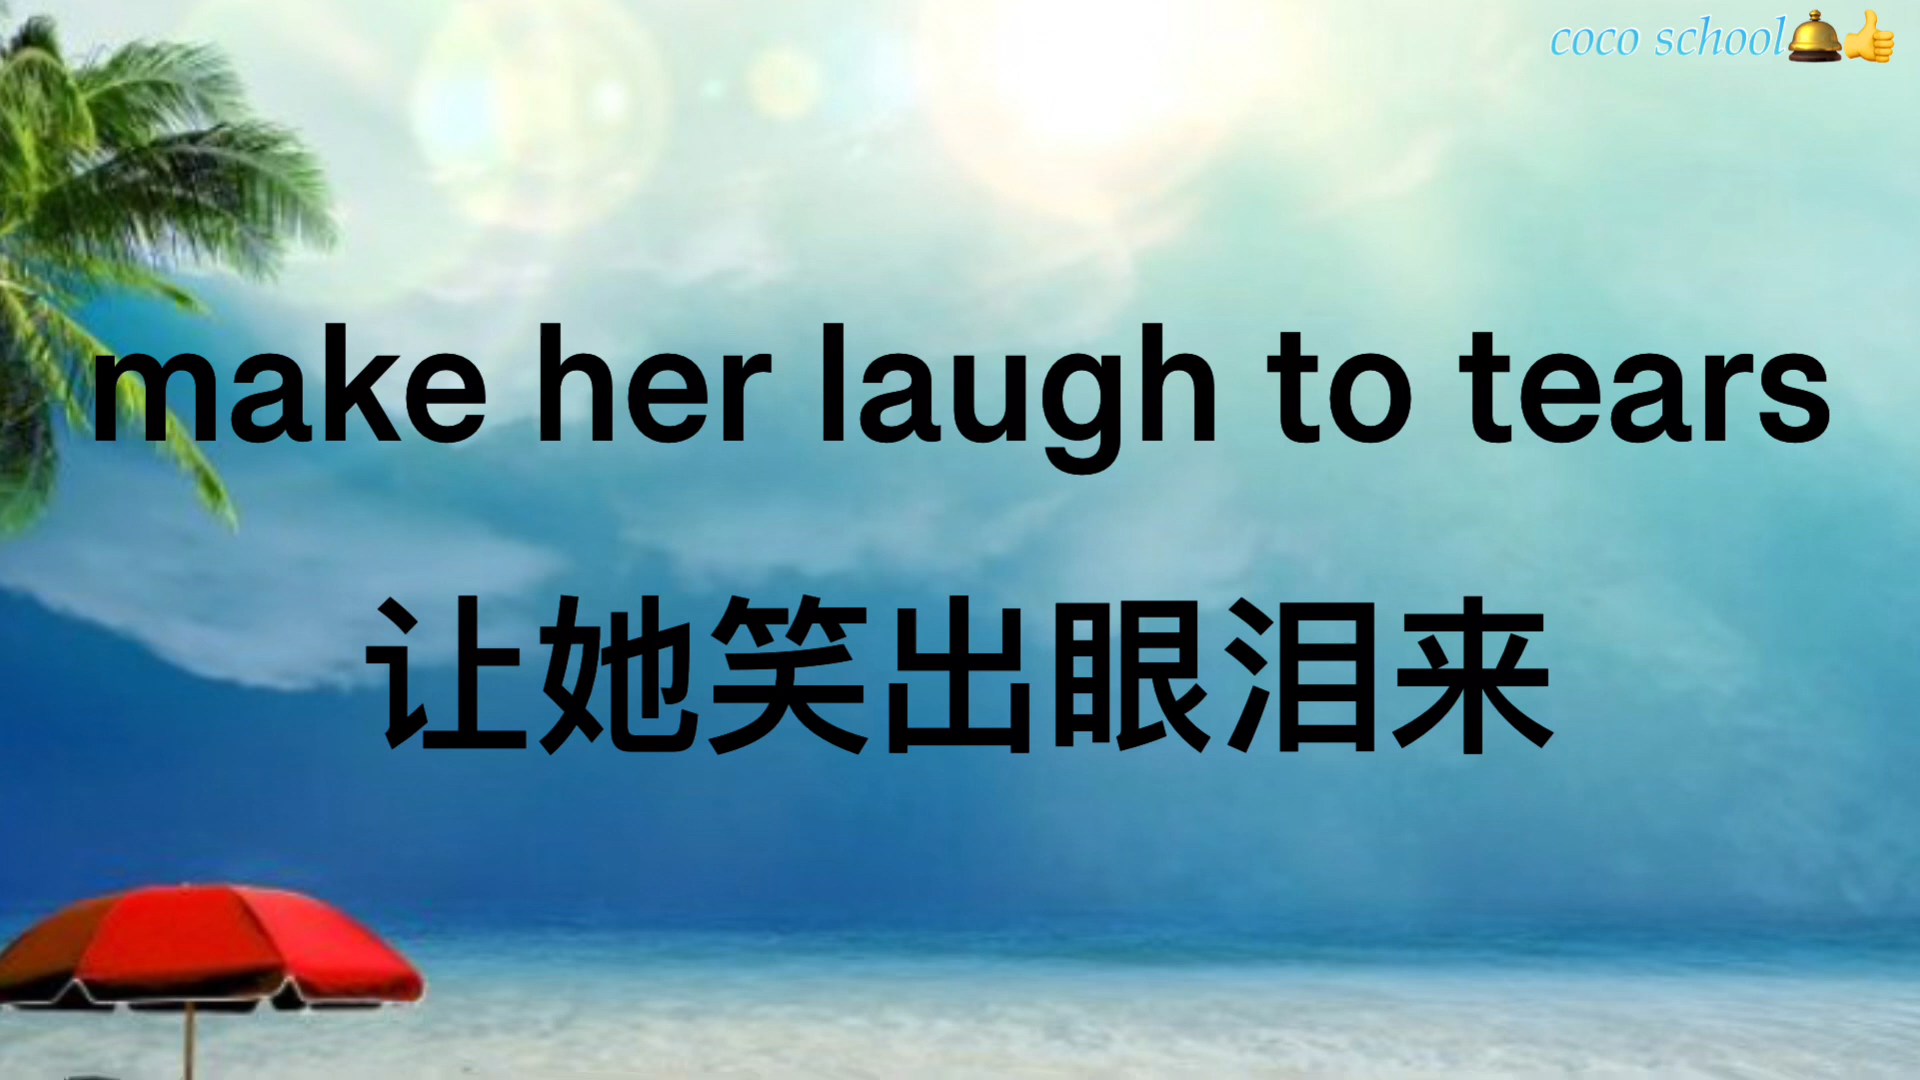 coco school🛎👍
make her laugh to tears
让她笑出眼泪来